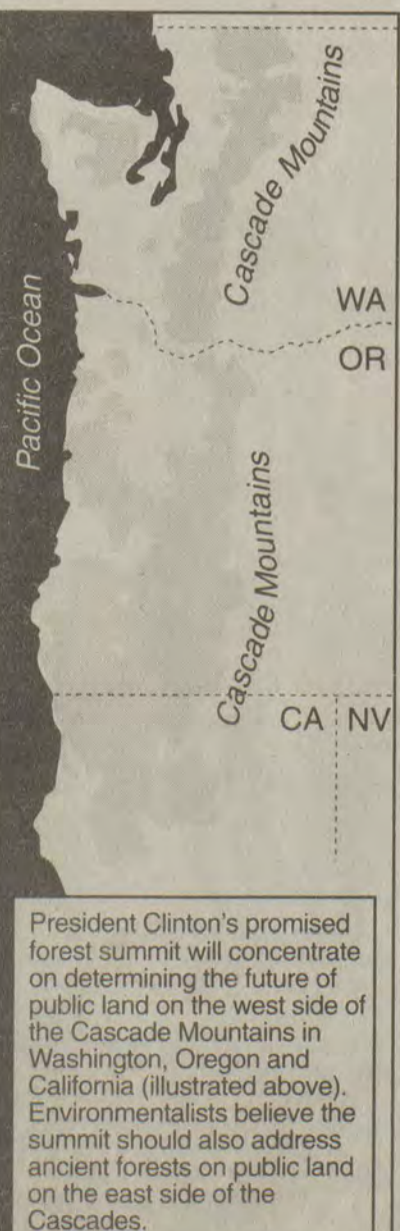 Cascade Mountains
Pacific Ocean
WA
OR
Cascade Mountains
CA
NV
President Clinton's promised
forest summit will concentrate
on determining the future of
public land on the west side of
the Cascade Mountains in
Washington, Oregon and
California (illustrated above).
Environmentalists believe the
summit should also address
ancient forests on public land
on the east side of the
Cascades.